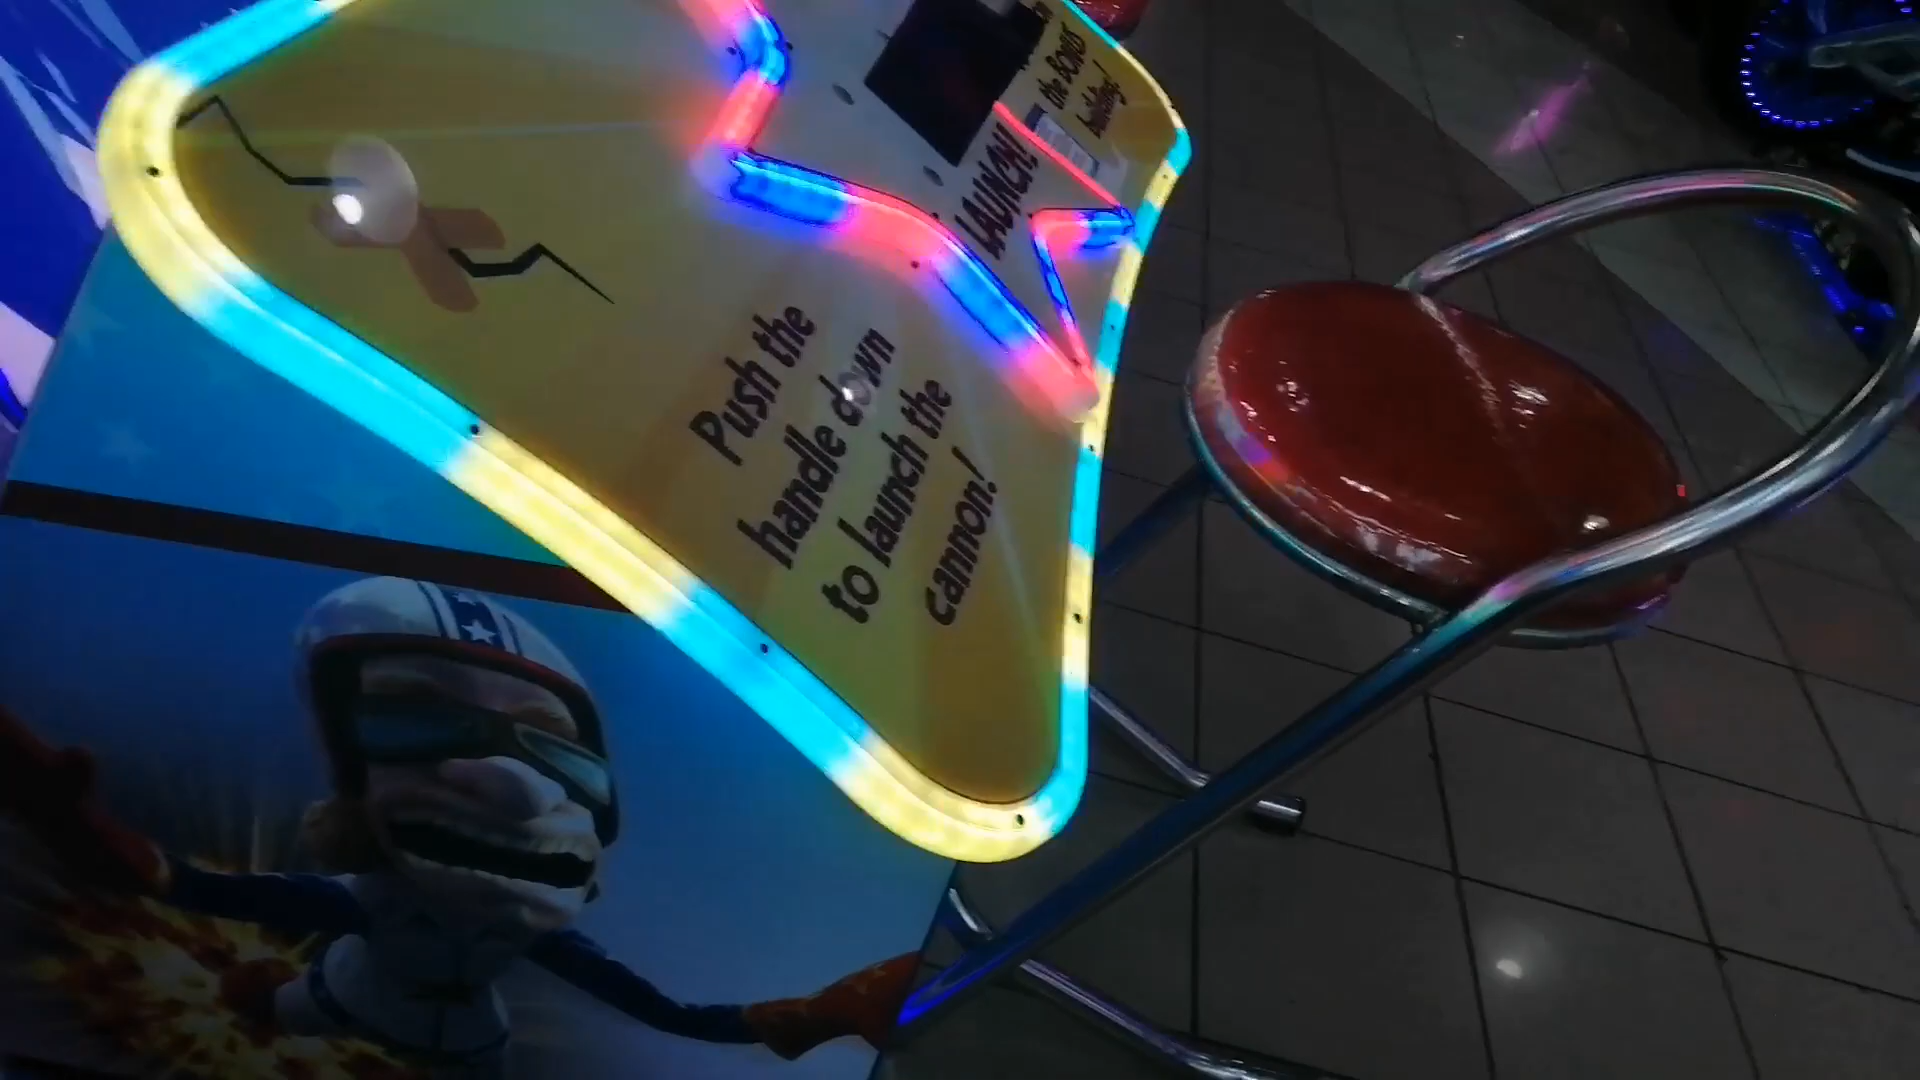 the BONUS
building!
LAUNCH!
Push the
handle down
to launch the
cannon!